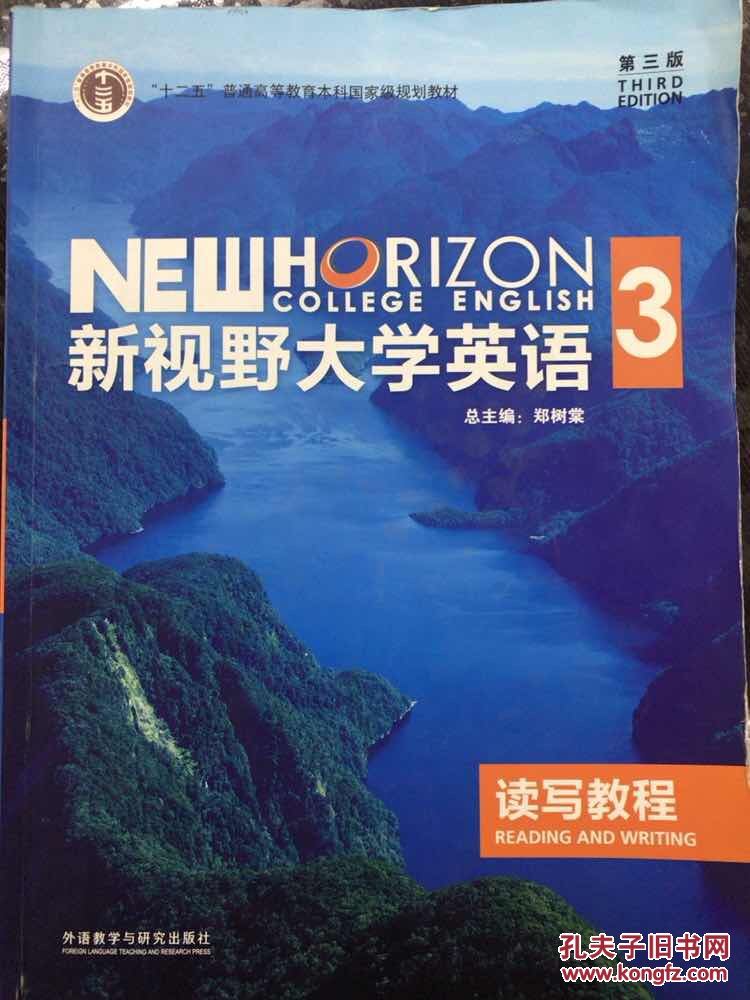 第三版
THIRD
EDITION
"十二五"普通高等教育本科国家级规划教材
十二五
NEW HORIZON
COLLEGE ENGLISH
新视野大学英语
3
总主编：郑树棠
读写教程
READING AND WRITING
外语教学与研究出版社
FOREIGN LANGUAGE TEACHING AND RESEARCH PRESS
孔夫子旧书网
www.kongfz.com